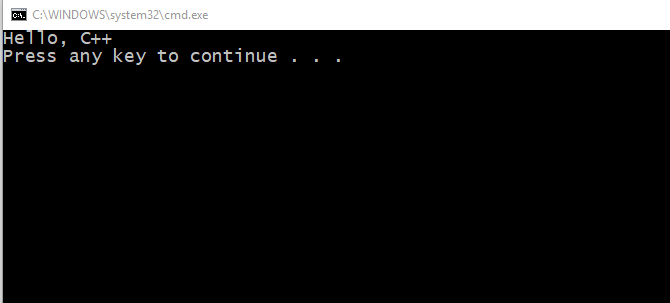 C:\WINDOWS\system32\cmd.exe
Hello, C++
Press any key to continue . . .